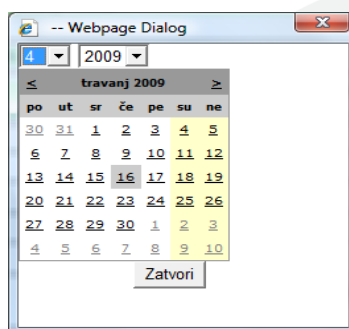 -- Webpage Dialog
4 2009
< travanj 2009 >
po ut sr če pe su ne
30 31 1 2 3 4 5
6 7 8 9 10 11 12
13 14 15 16 17 18 19
20 21 22 23 24 25 26
27 28 29 30 1 2 3
4 5 6 7 8 9 10
Zatvori